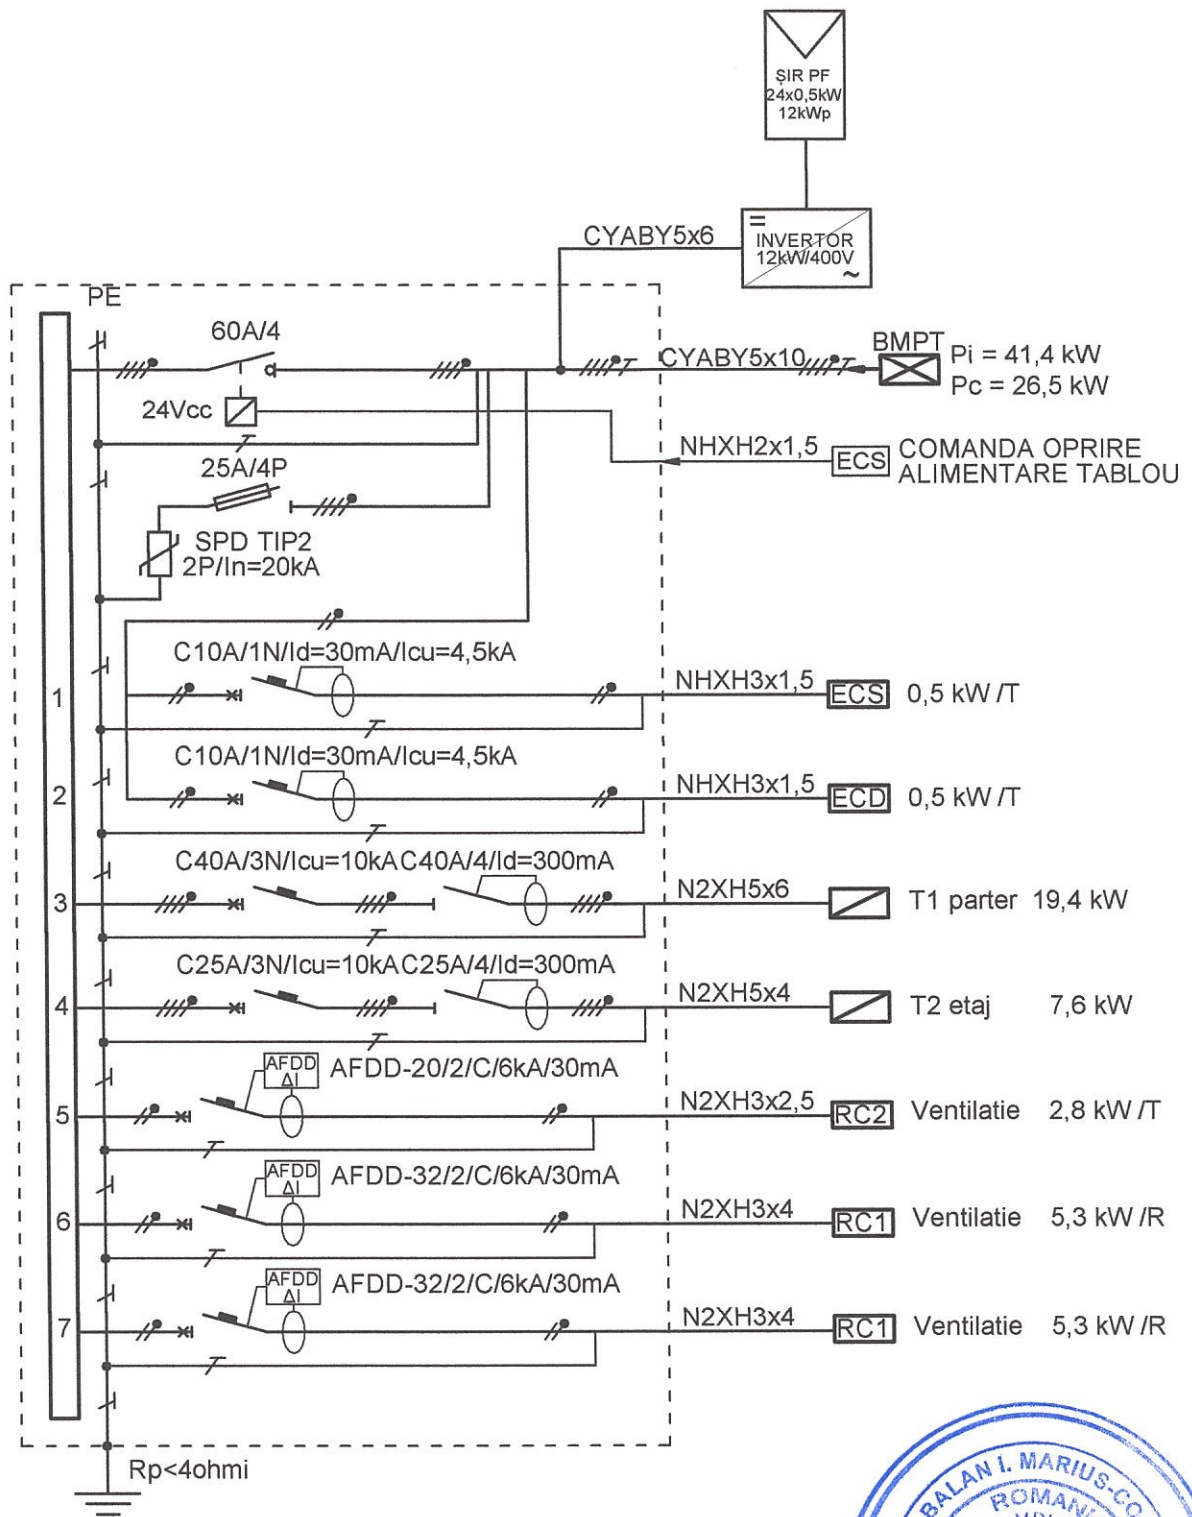 ȘIR PF
24x0,5kW
12kWp
CYABY5x6
=
INVERTOR
12kW/400V
~
PE
60A/4
CYABY5x10
BMPT
Pi = 41,4 kW
Pc = 26,5 kW
24Vcc
NHXH2x1,5
ECS
COMANDA OPRIRE
ALIMENTARE TABLOU
25A/4P
SPD TIP2
2P/In=20kA
C10A/1N/Id=30mA/Icu=4,5kA
1
NHXH3x1,5
ECS
0,5 kW /T
C10A/1N/Id=30mA/Icu=4,5kA
2
NHXH3x1,5
ECD
0,5 kW /T
C40A/3N/Icu=10kA C40A/4/Id=300mA
3
N2XH5x6
T1 parter 19,4 kW
C25A/3N/Icu=10kA C25A/4/Id=300mA
4
N2XH5x4
T2 etaj 7,6 kW
AFDD
ΔI
AFDD-20/2/C/6kA/30mA
5
N2XH3x2,5
RC2
Ventilatie 2,8 kW /T
AFDD
ΔI
AFDD-32/2/C/6kA/30mA
6
N2XH3x4
RC1
Ventilatie 5,3 kW /R
AFDD
ΔI
AFDD-32/2/C/6kA/30mA
7
N2XH3x4
RC1
Ventilatie 5,3 kW /R
Rp<4ohmi
BALAN I. MARIUS-CO
ROMANI